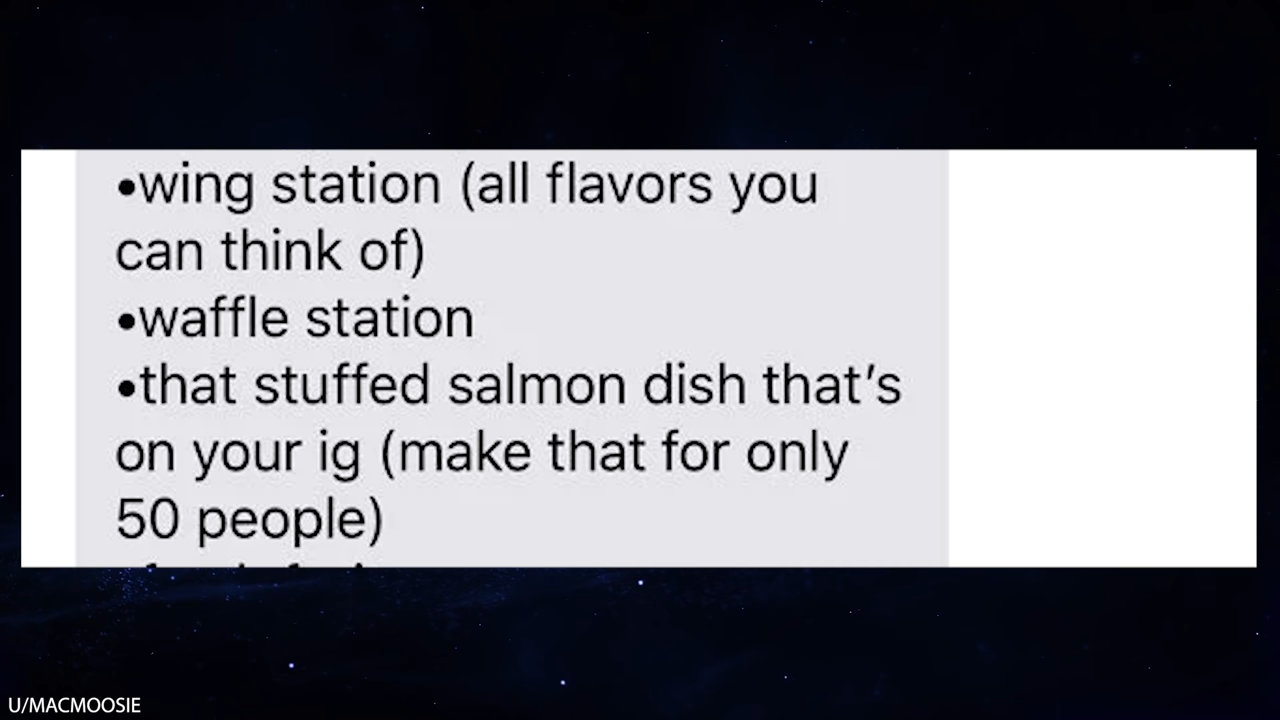 •wing station (all flavors you
can think of)
•waffle station
•that stuffed salmon dish that's
on your ig (make that for only
50 people)
U/MACMOOSIE